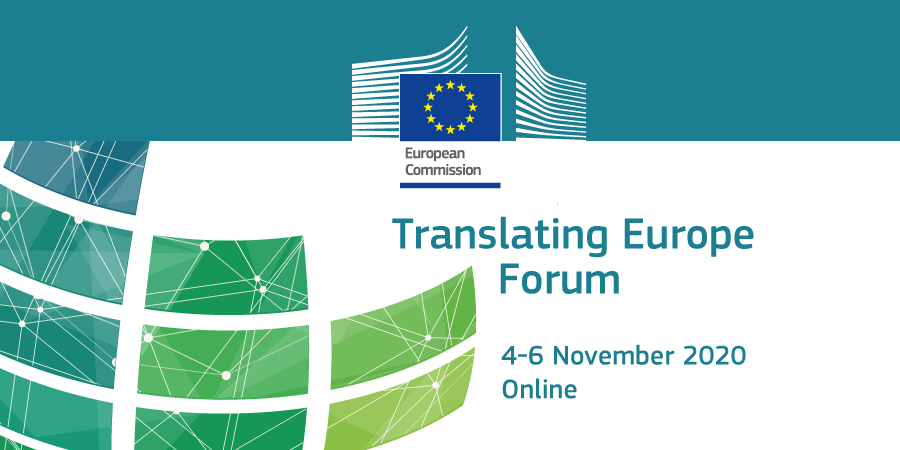 European
Commission
Translating Europe
Forum
4-6 November 2020
Online